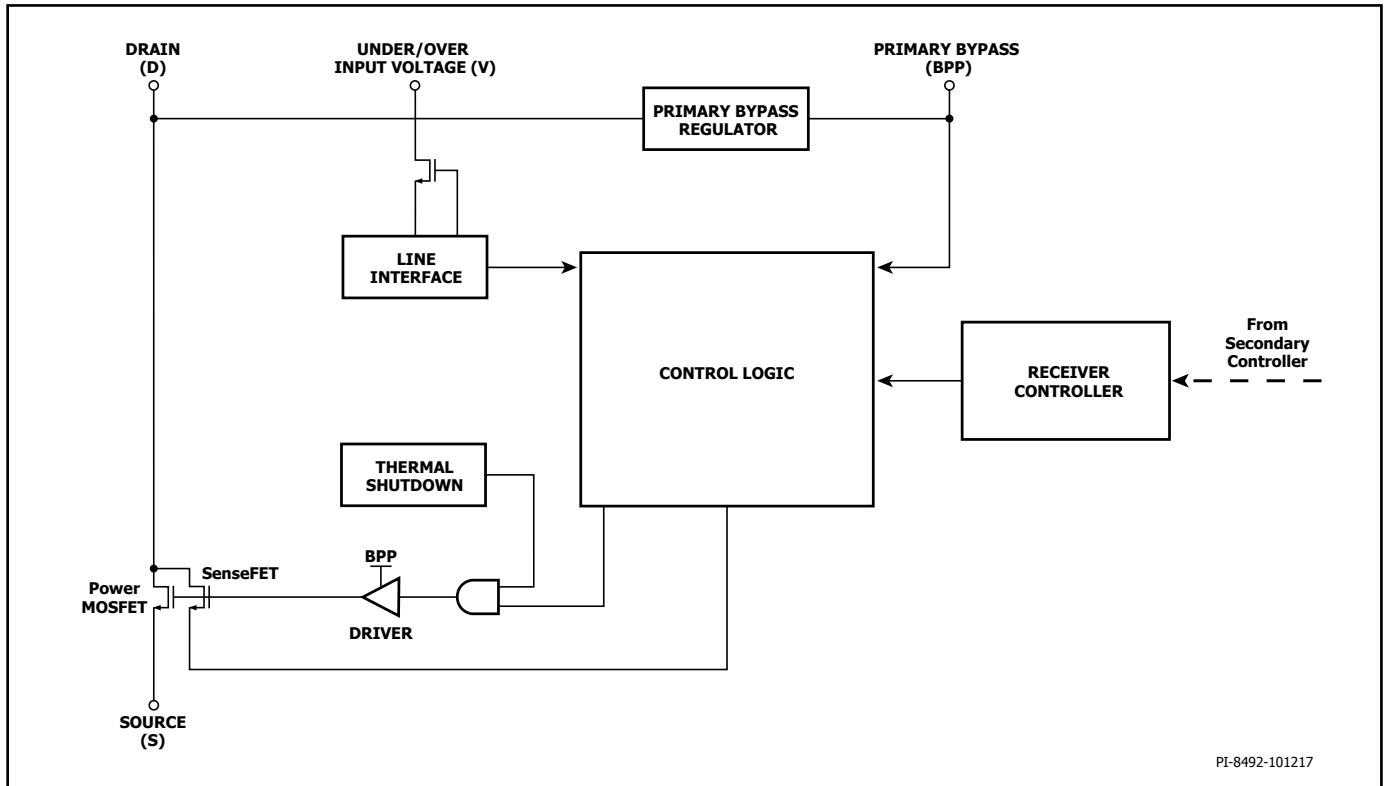 DRAIN
(D)
UNDER/OVER
INPUT VOLTAGE (V)
PRIMARY BYPASS
(BPP)
PRIMARY BYPASS
REGULATOR
LINE
INTERFACE
CONTROL LOGIC
RECEIVER
CONTROLLER
From
Secondary
Controller
THERMAL
SHUTDOWN
BPP
DRIVER
SenseFET
Power
MOSFET
SOURCE
(S)
PI-8492-101217